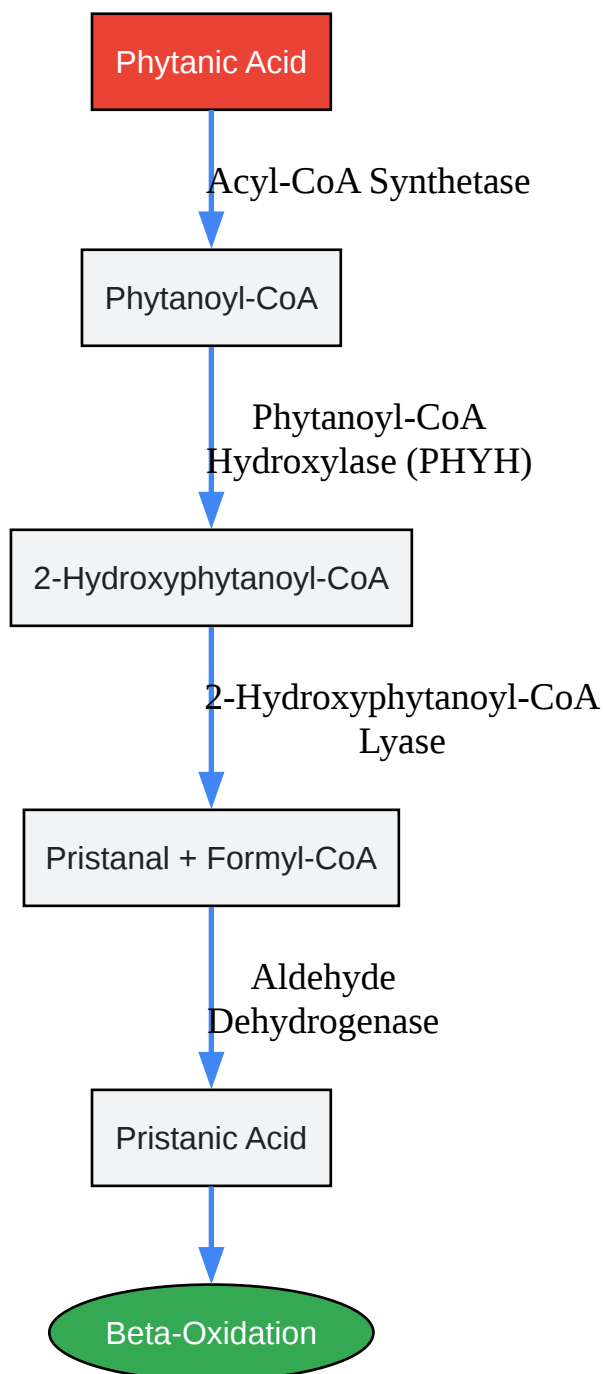 Phytanic Acid
Acyl-CoA Synthetase
Phytanoyl-CoA
Phytanoyl-CoA
Hydroxylase (PHYH)
2-Hydroxyphytanoyl-CoA
2-Hydroxyphytanoyl-CoA
Lyase
Pristanal + Formyl-CoA
Aldehyde
Dehydrogenase
Pristanic Acid
Beta-Oxidation